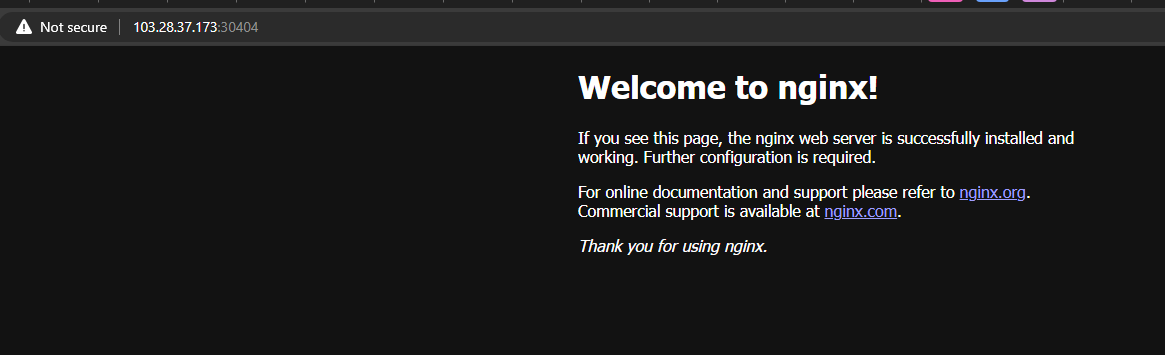 Not secure 103.28.37.173:30404
Welcome to nginx!
If you see this page, the nginx web server is successfully installed and
working. Further configuration is required.
For online documentation and support please refer to nginx.org.
Commercial support is available at nginx.com.
Thank you for using nginx.